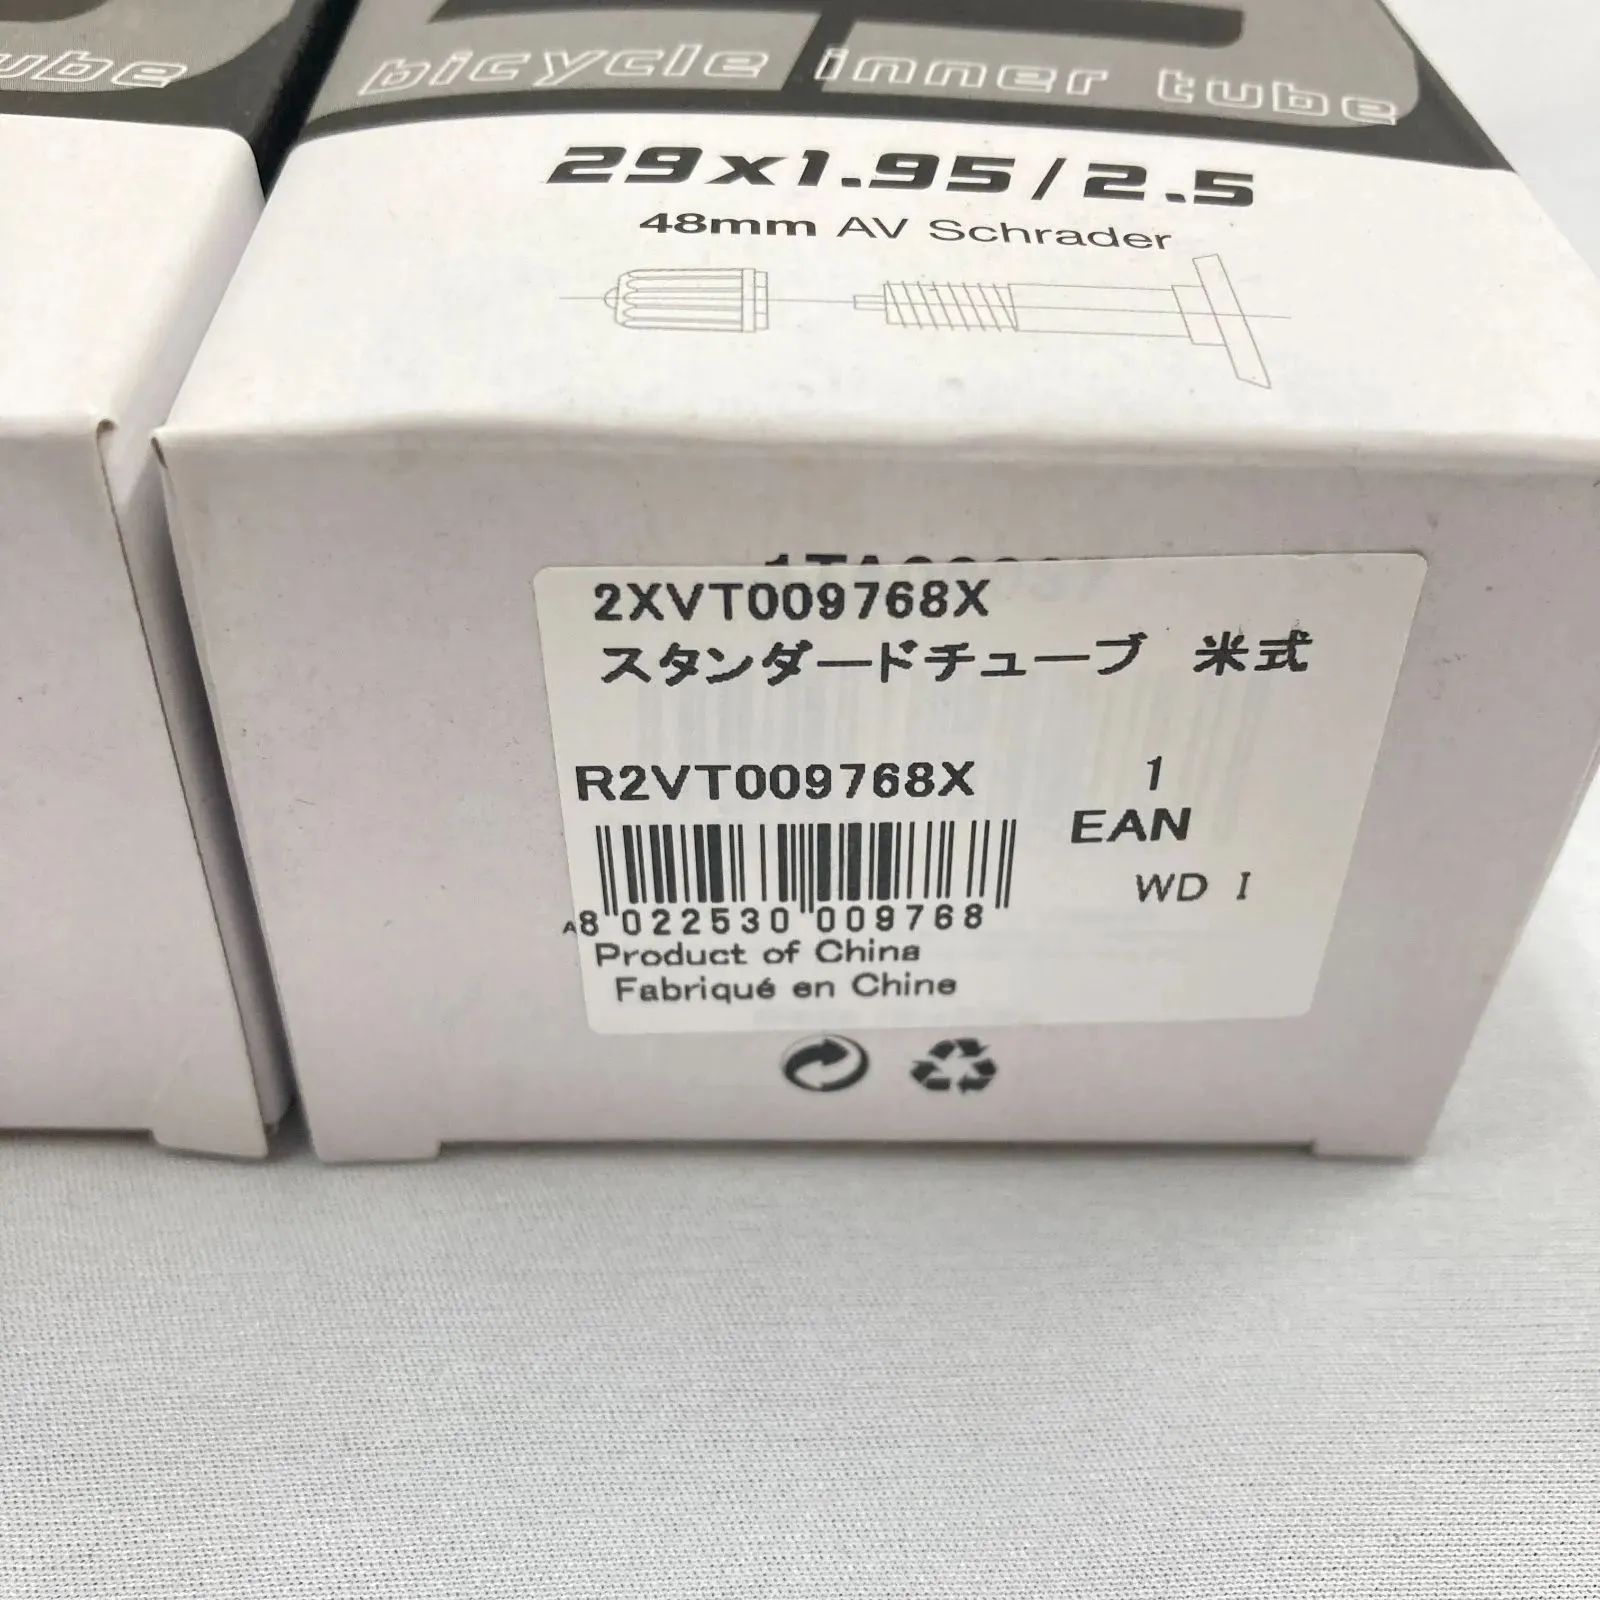 ube
bicycle inner tube
29x1.95/2.5
48mm AV Schrader
2XVT009768X
スタンダードチューブ 米式
R2VT009768X 1
EAN
WD I
A8 022530 009768
Product of China
Fabriqué en Chine